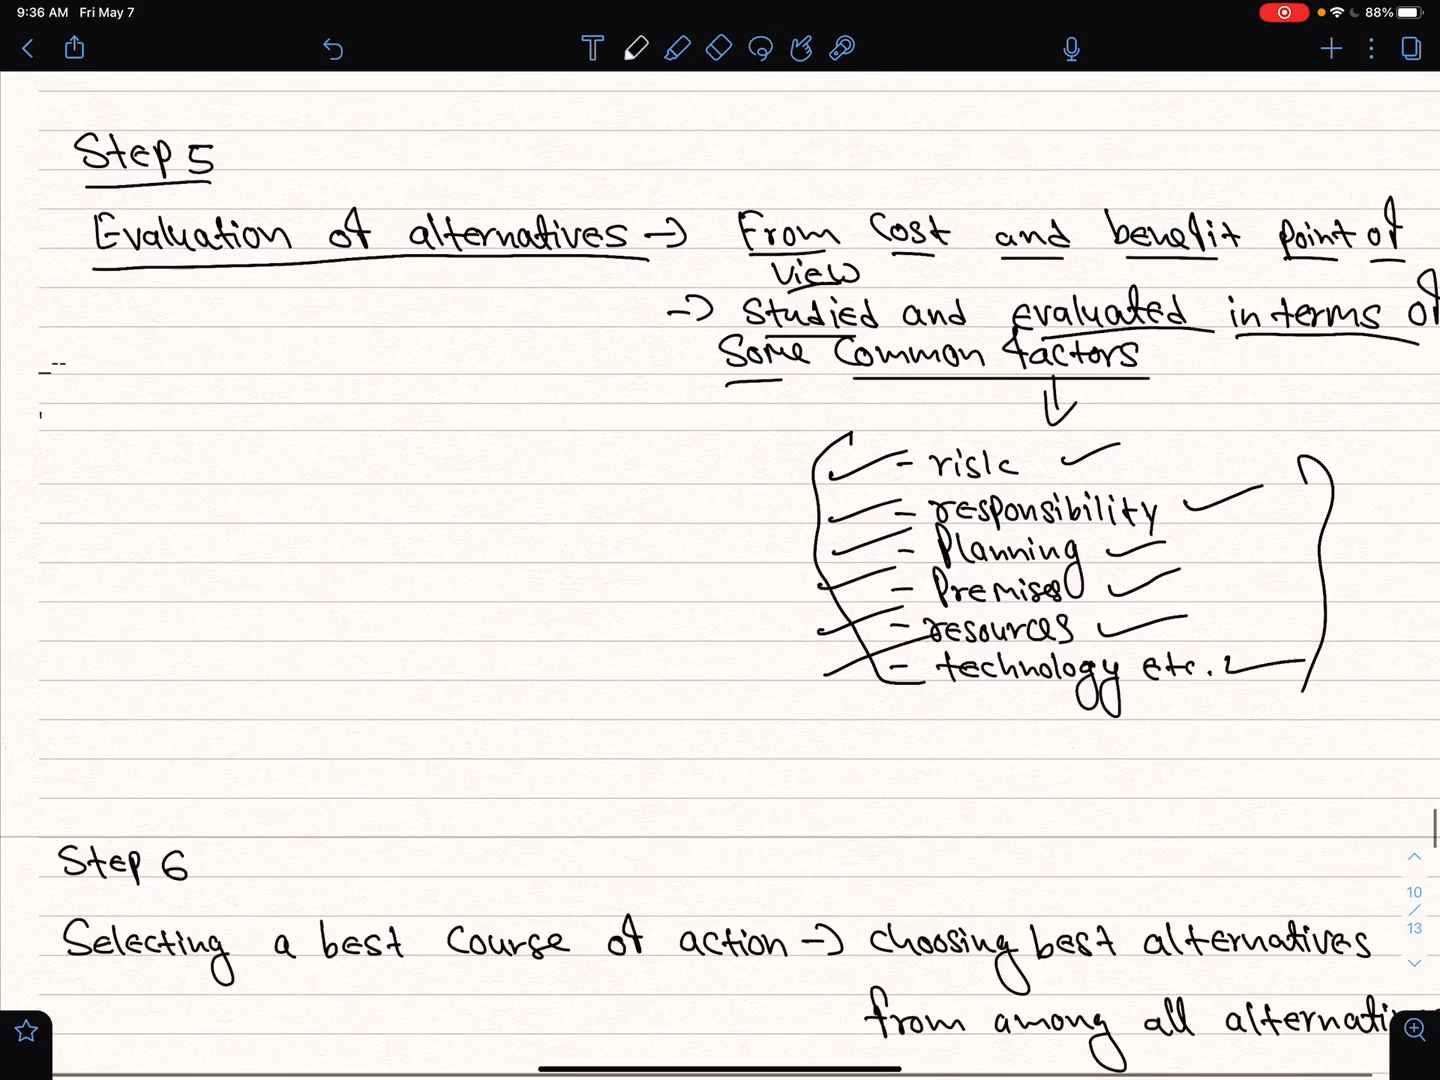 9:36 AM Fri May 7
88%
Step 5
Evaluation of alternatives → From cost and benefit point of
view
→ Studied and evaluated in terms of
Some Common factors
- risk
- responsibility
- Planning
- Premises
- resources
- technology etc.
Step 6
Selecting a best course of action → choosing best alternatives
from among all alternati
10
/
13